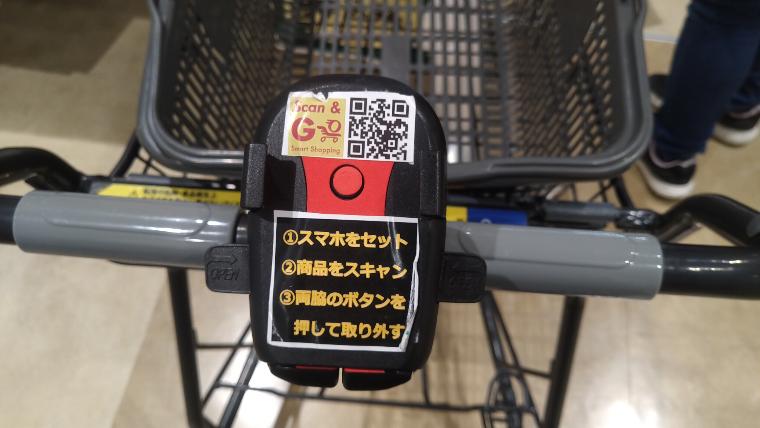 Scan &
G
Smart Shopping
①スマホをセット
②商品をスキャン
③両脇のボタンを
押して取り外す
OPEN
OPEN